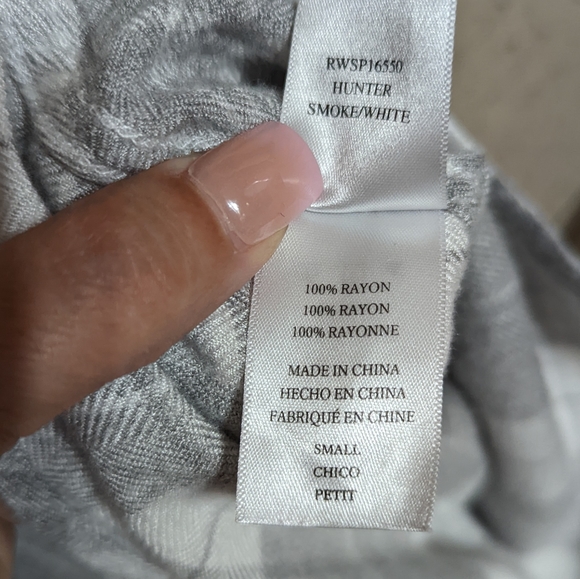 RWSP16550
HUNTER
SMOKE/WHITE
100% RAYON
100% RAYON
100% RAYONNE
MADE IN CHINA
HECHO EN CHINA
FABRIQUÉ EN CHINE
SMALL
CHICO
PETIT